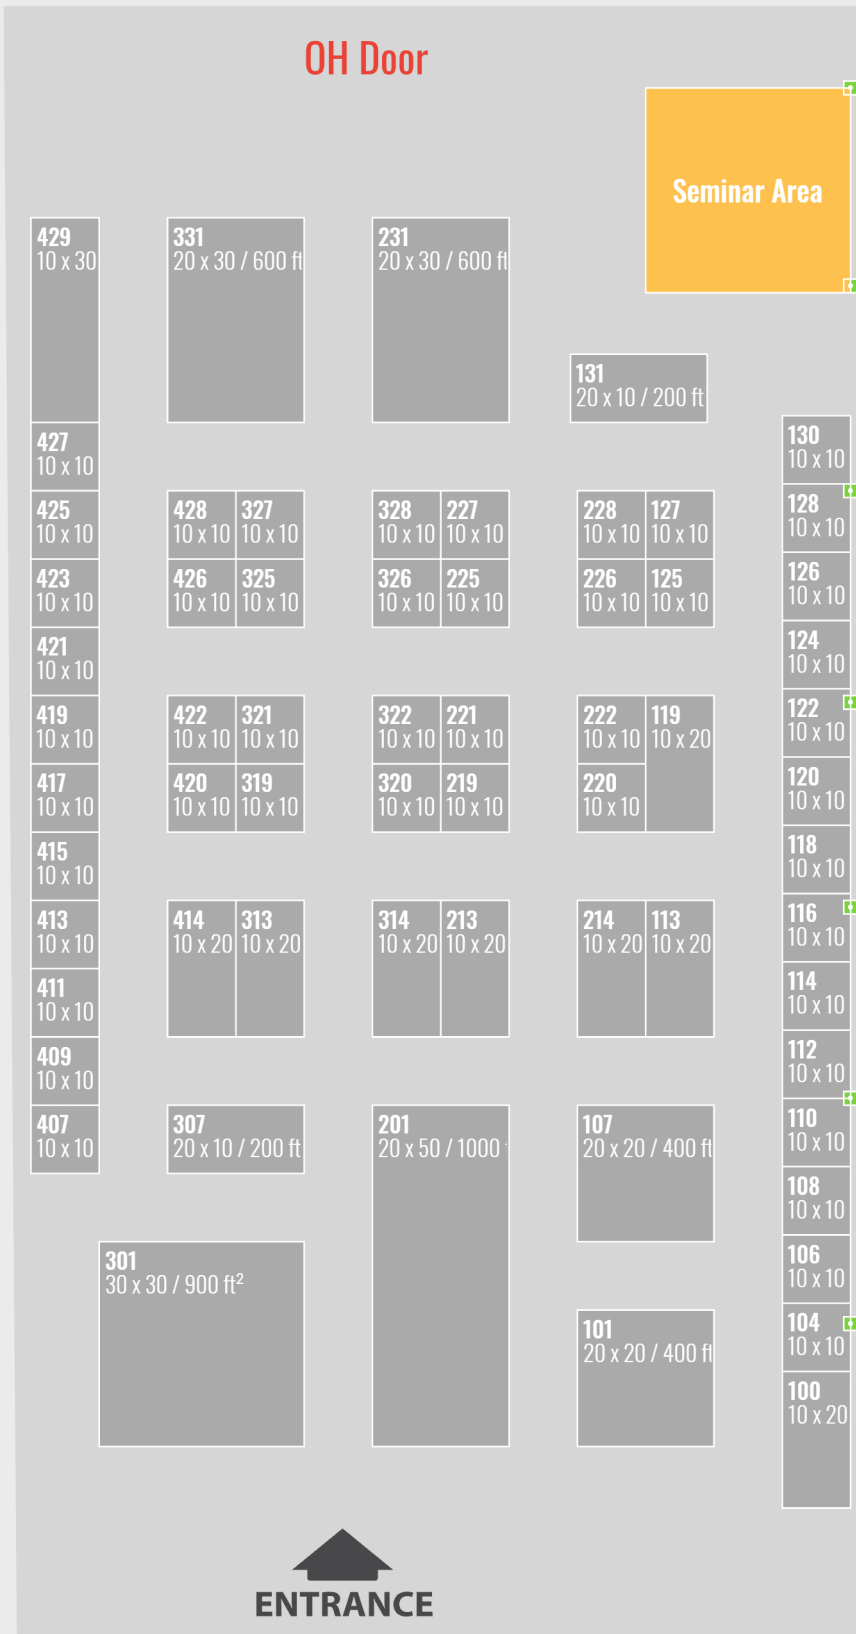 OH Door
Seminar Area
429
10 x 30
331
20 x 30 / 600 ft
231
20 x 30 / 600 ft
131
20 x 10 / 200 ft
427
10 x 10
130
10 x 10
425
10 x 10
428
10 x 10
327
10 x 10
328
10 x 10
227
10 x 10
228
10 x 10
127
10 x 10
128
10 x 10
423
10 x 10
426
10 x 10
325
10 x 10
326
10 x 10
225
10 x 10
226
10 x 10
125
10 x 10
126
10 x 10
421
10 x 10
124
10 x 10
419
10 x 10
422
10 x 10
321
10 x 10
322
10 x 10
221
10 x 10
222
10 x 10
119
10 x 20
122
10 x 10
417
10 x 10
420
10 x 10
319
10 x 10
320
10 x 10
219
10 x 10
220
10 x 10
120
10 x 10
415
10 x 10
118
10 x 10
413
10 x 10
414
10 x 20
313
10 x 20
314
10 x 20
213
10 x 20
214
10 x 20
113
10 x 20
116
10 x 10
411
10 x 10
114
10 x 10
409
10 x 10
112
10 x 10
407
10 x 10
307
20 x 10 / 200 ft
201
20 x 50 / 1000
107
20 x 20 / 400 ft
110
10 x 10
108
10 x 10
301
30 x 30 / 900 ft²
106
10 x 10
101
20 x 20 / 400 ft
104
10 x 10
100
10 x 20
ENTRANCE